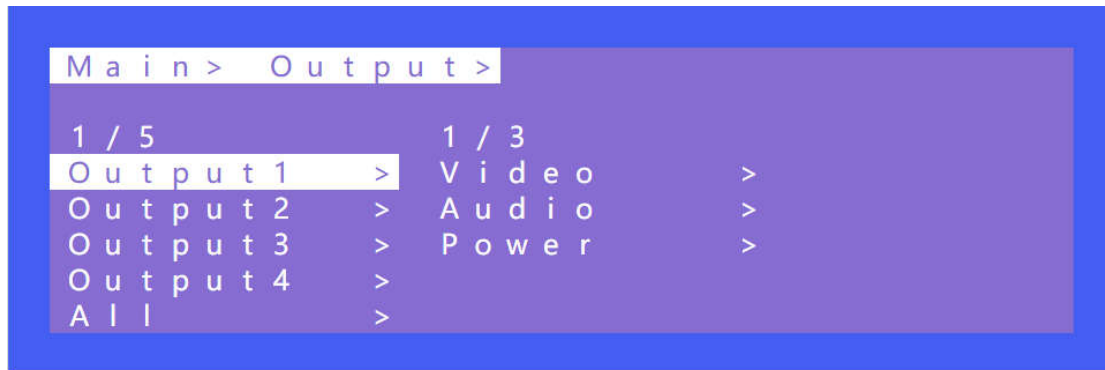 Main> Output>
1/5 1/3
Output1 > Video >
Output2 > Audio >
Output3 > Power >
Output4 >
All >